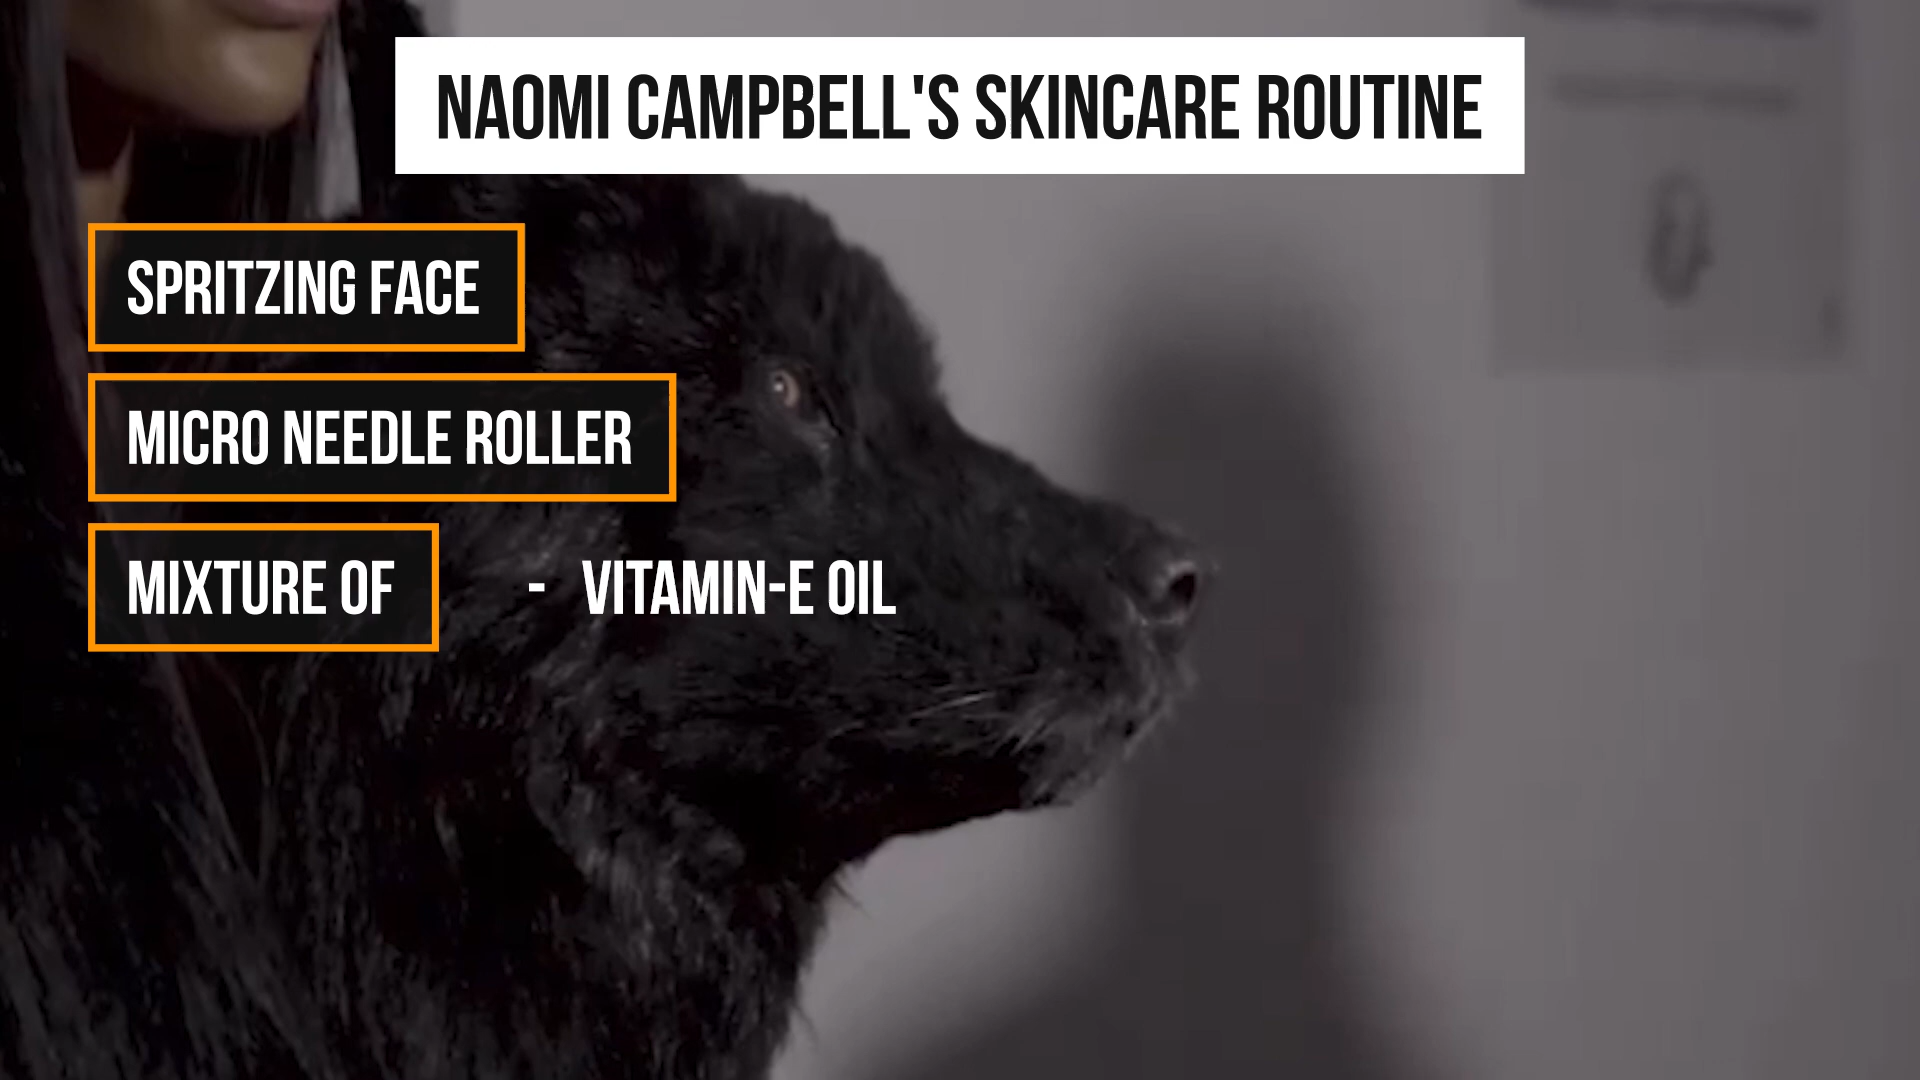 NAOMI CAMPBELL'S SKINCARE ROUTINE
SPRITZING FACE
MICRO NEEDLE ROLLER
MIXTURE OF - VITAMIN-E OIL